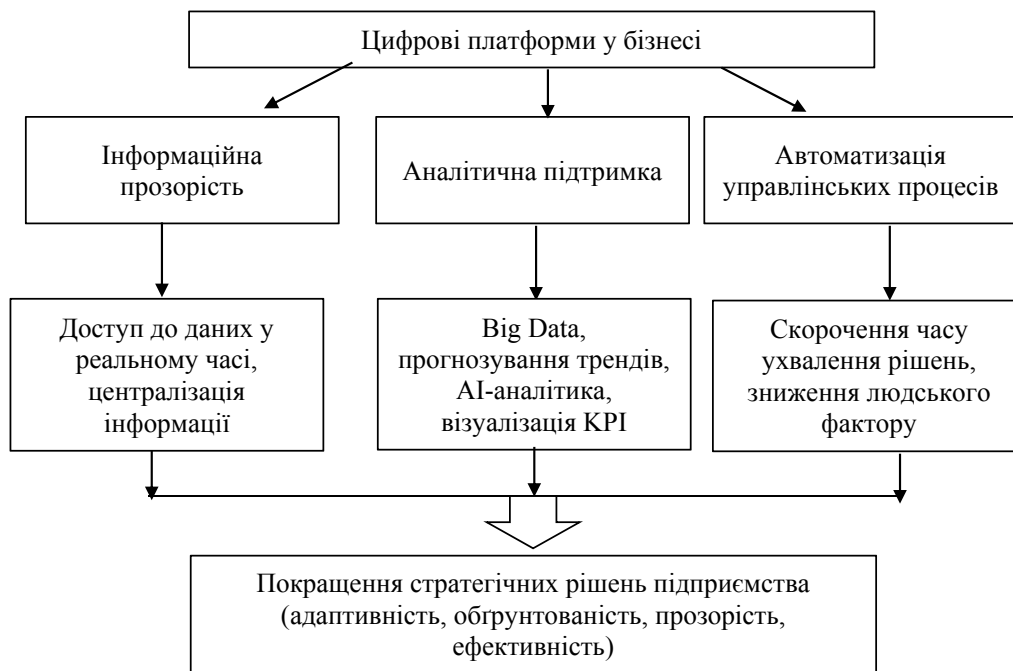 Цифрові платформи у бізнесі
Інформаційна
прозорість
Аналітична підтримка
Автоматизація
управлінських процесів
Доступ до даних у
реальному часі,
централізація
інформації
Big Data,
прогнозування трендів,
AI-аналітика,
візуалізація KPI
Скорочення часу
ухвалення рішень,
зниження людського
фактору
Покращення стратегічних рішень підприємства
(адаптивність, обґрунтованість, прозорість,
ефективність)